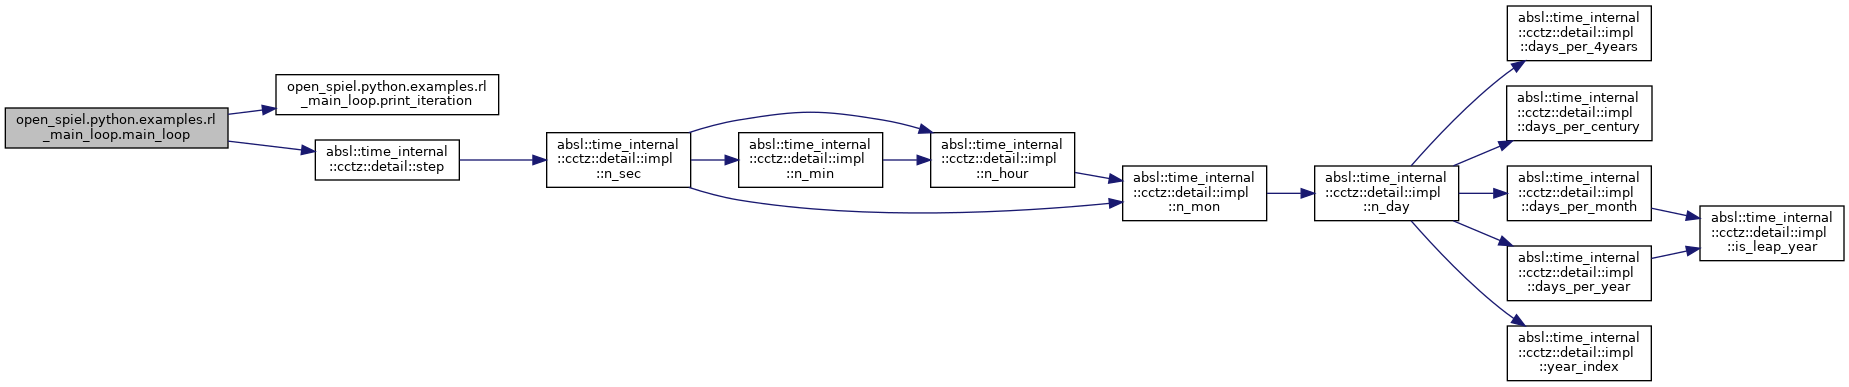 open_spiel.python.examples.rl
_main_loop.main_loop
open_spiel.python.examples.rl
_main_loop.print_iteration
absl::time_internal
::cctz::detail::step
absl::time_internal
::cctz::detail::impl
::n_sec
absl::time_internal
::cctz::detail::impl
::n_min
absl::time_internal
::cctz::detail::impl
::n_hour
absl::time_internal
::cctz::detail::impl
::n_mon
absl::time_internal
::cctz::detail::impl
::n_day
absl::time_internal
::cctz::detail::impl
::days_per_4years
absl::time_internal
::cctz::detail::impl
::days_per_century
absl::time_internal
::cctz::detail::impl
::days_per_month
absl::time_internal
::cctz::detail::impl
::days_per_year
absl::time_internal
::cctz::detail::impl
::year_index
absl::time_internal
::cctz::detail::impl
::is_leap_year